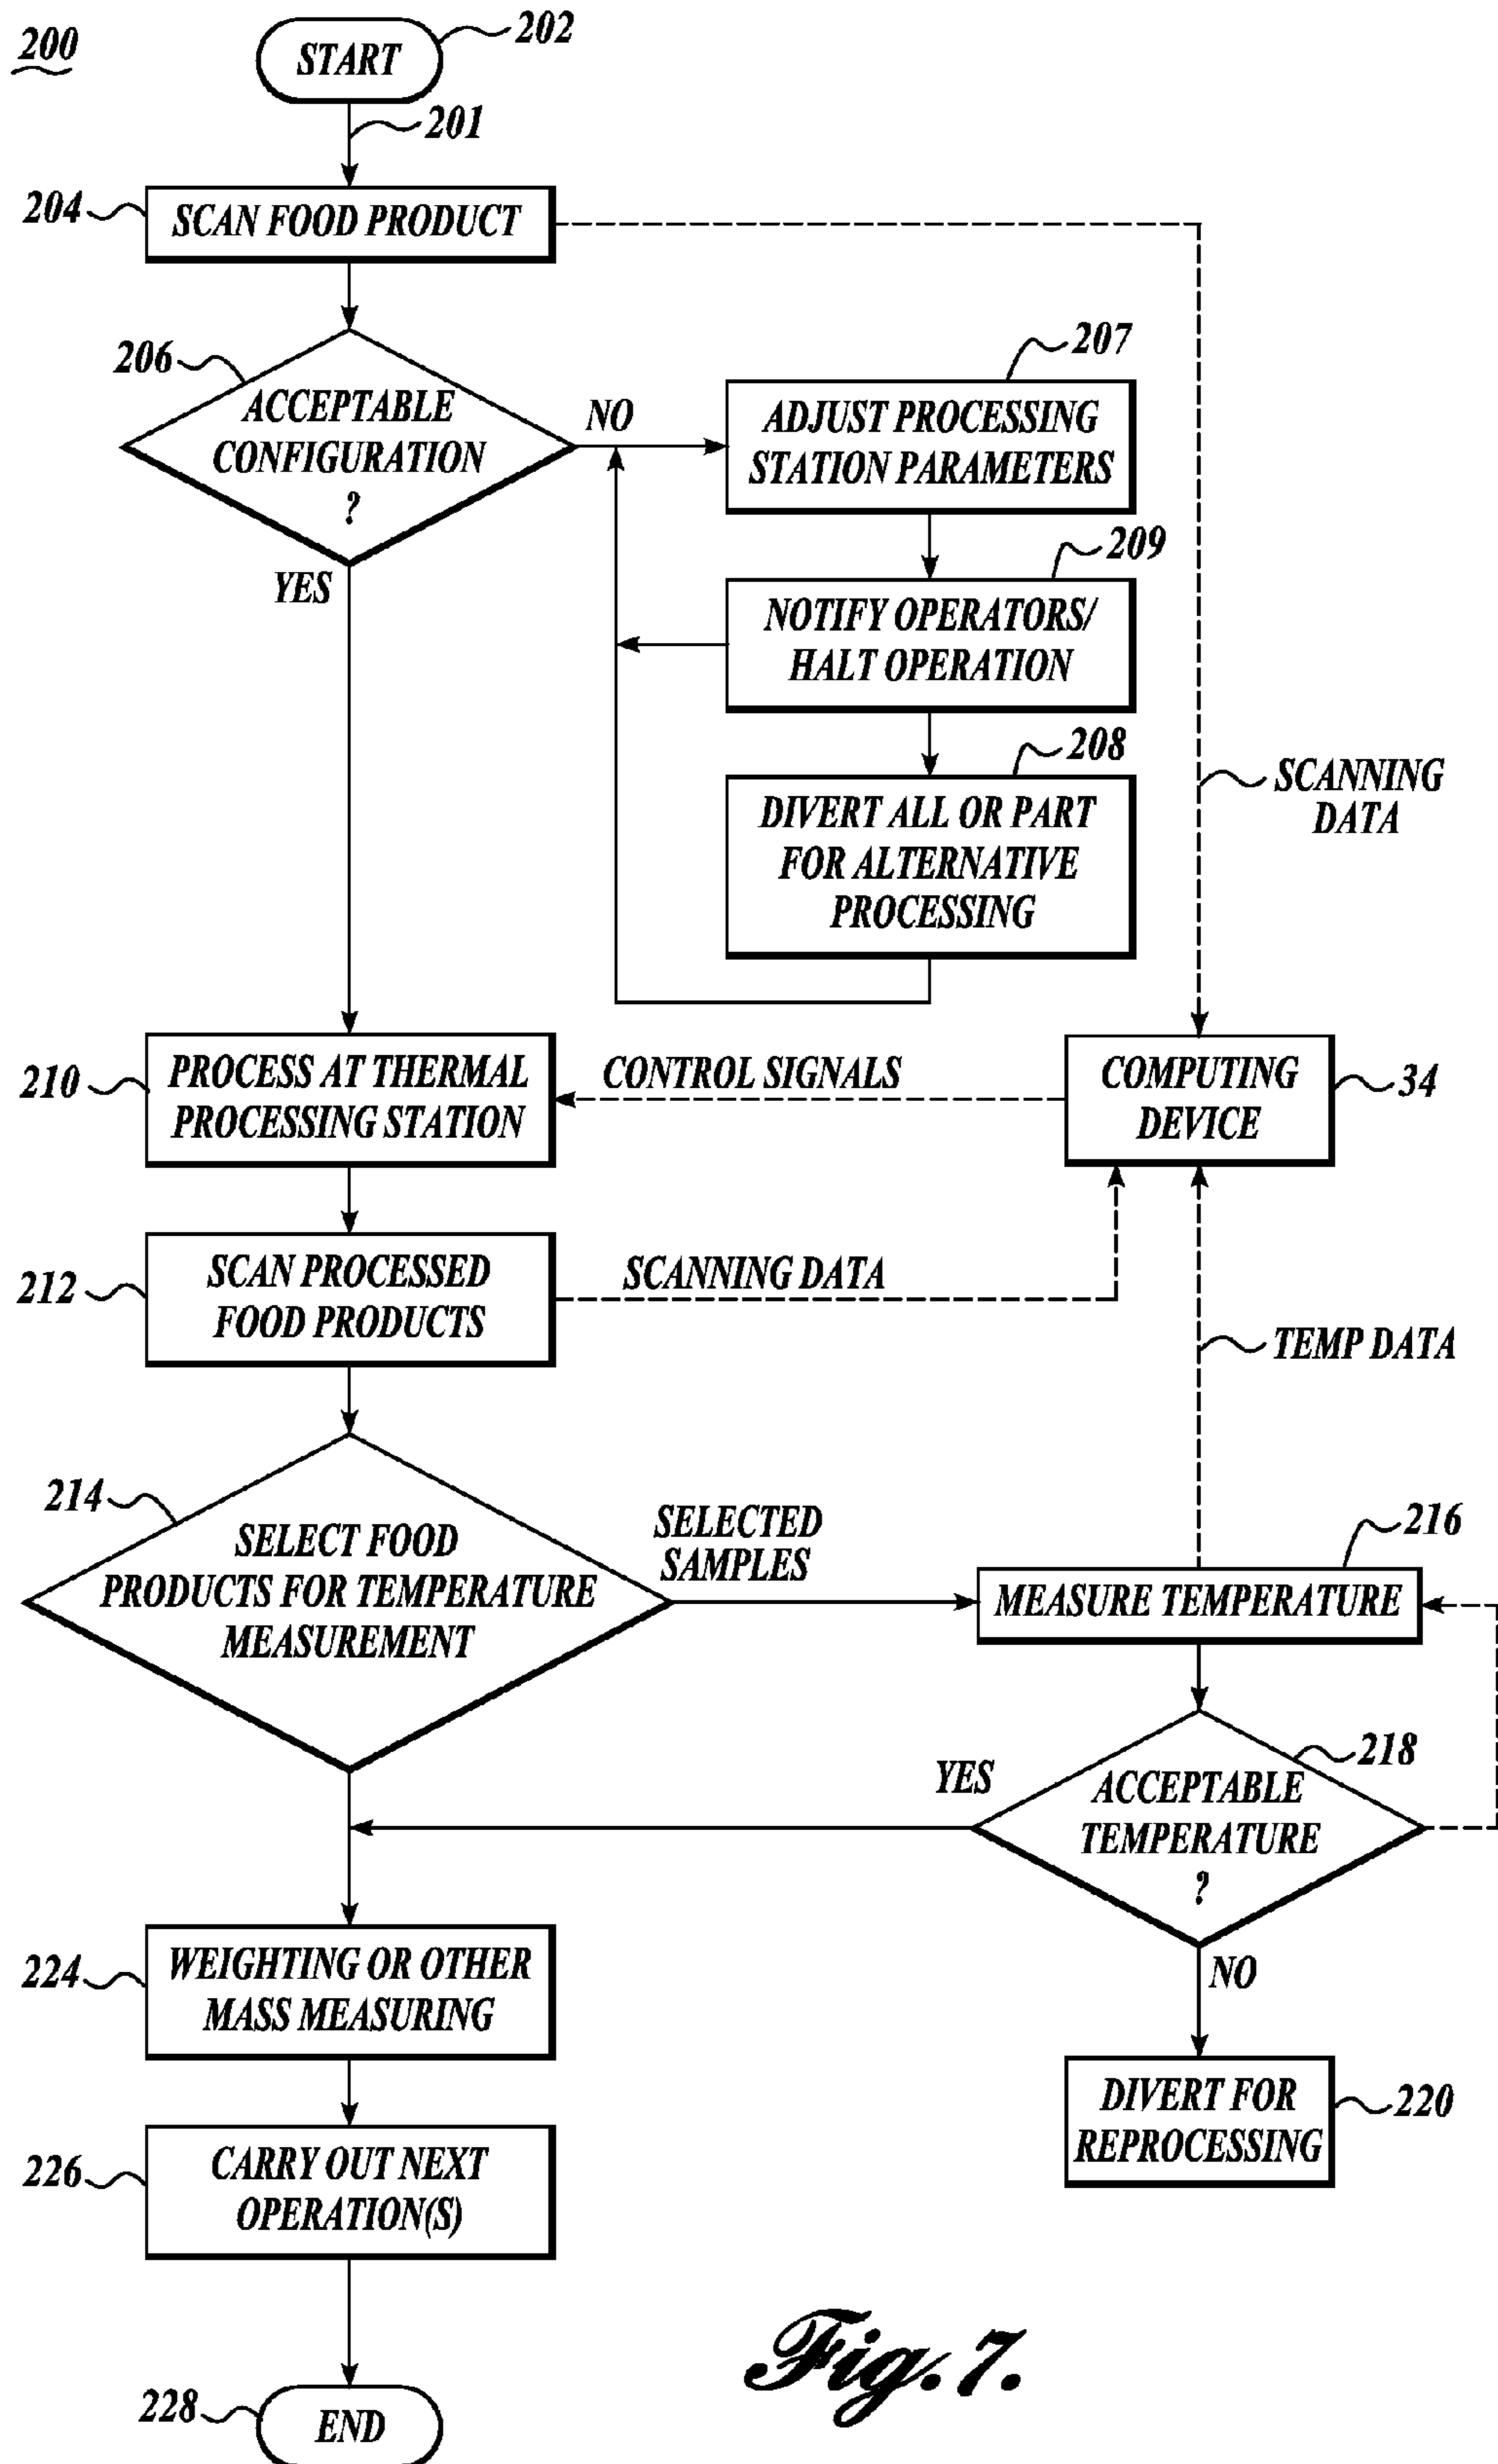 200
START
202
201
204
SCAN FOOD PRODUCT
206
ACCEPTABLE
CONFIGURATION
?
NO
YES
207
ADJUST PROCESSING
STATION PARAMETERS
209
NOTIFY OPERATORS/
HALT OPERATION
208
DIVERT ALL OR PART
FOR ALTERNATIVE
PROCESSING
SCANNING
DATA
210
PROCESS AT THERMAL
PROCESSING STATION
CONTROL SIGNALS
COMPUTING
DEVICE
34
212
SCAN PROCESSED
FOOD PRODUCTS
SCANNING DATA
TEMP DATA
214
SELECT FOOD
PRODUCTS FOR TEMPERATURE
MEASUREMENT
SELECTED
SAMPLES
216
MEASURE TEMPERATURE
218
YES
ACCEPTABLE
TEMPERATURE
?
NO
224
WEIGHTING OR OTHER
MASS MEASURING
DIVERT FOR
REPROCESSING
220
226
CARRY OUT NEXT
OPERATION(S)
228
END
Fig. 7.